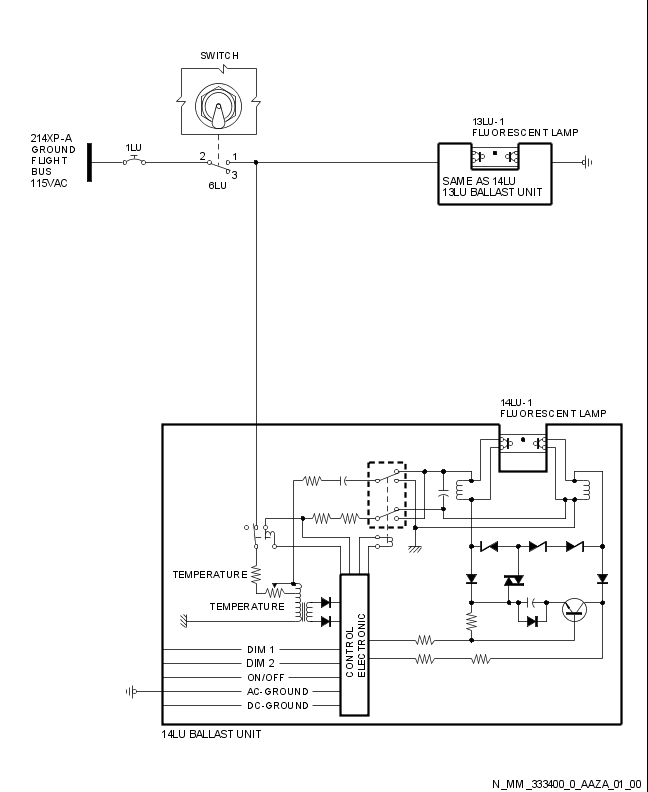 SWITCH
214XP-A
GROUND
FLIGHT
BUS
115VAC
1LU
2
1
3
6LU
13LU-1
FLUORESCENT LAMP
SAME AS 14LU
13LU BALLAST UNIT
14LU-1
FLUORESCENT LAMP
TEMPERATURE
TEMPERATURE
CONTROL
ELECTRONIC
DIM 1
DIM 2
ON/OFF
AC-GROUND
DC-GROUND
14LU BALLAST UNIT
N_MM_333400_0_AAZA_01_00